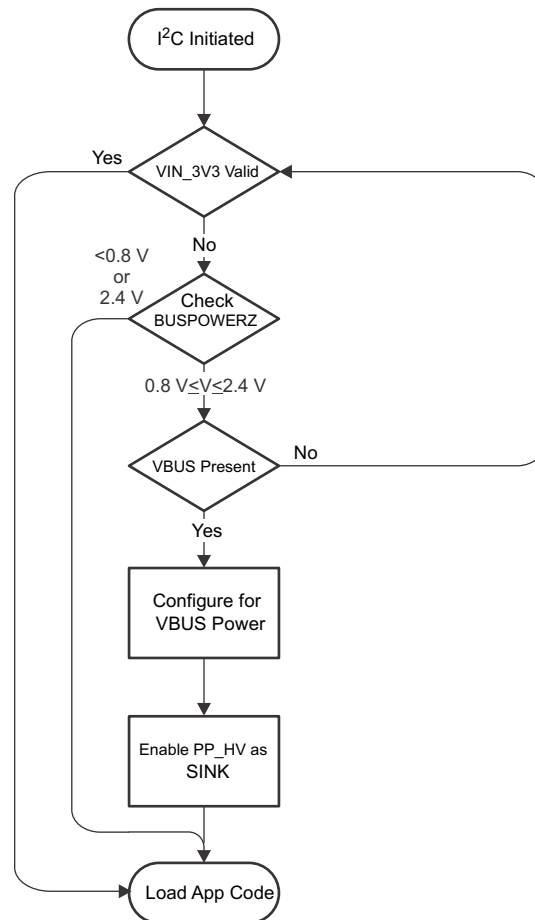 I²C Initiated
Yes
VIN_3V3 Valid
No
<0.8 V
or
2.4 V
Check
BUSPOWERZ
0.8 V≤V≤2.4 V
VBUS Present
No
Yes
Configure for
VBUS Power
Enable PP_HV as
SINK
Load App Code